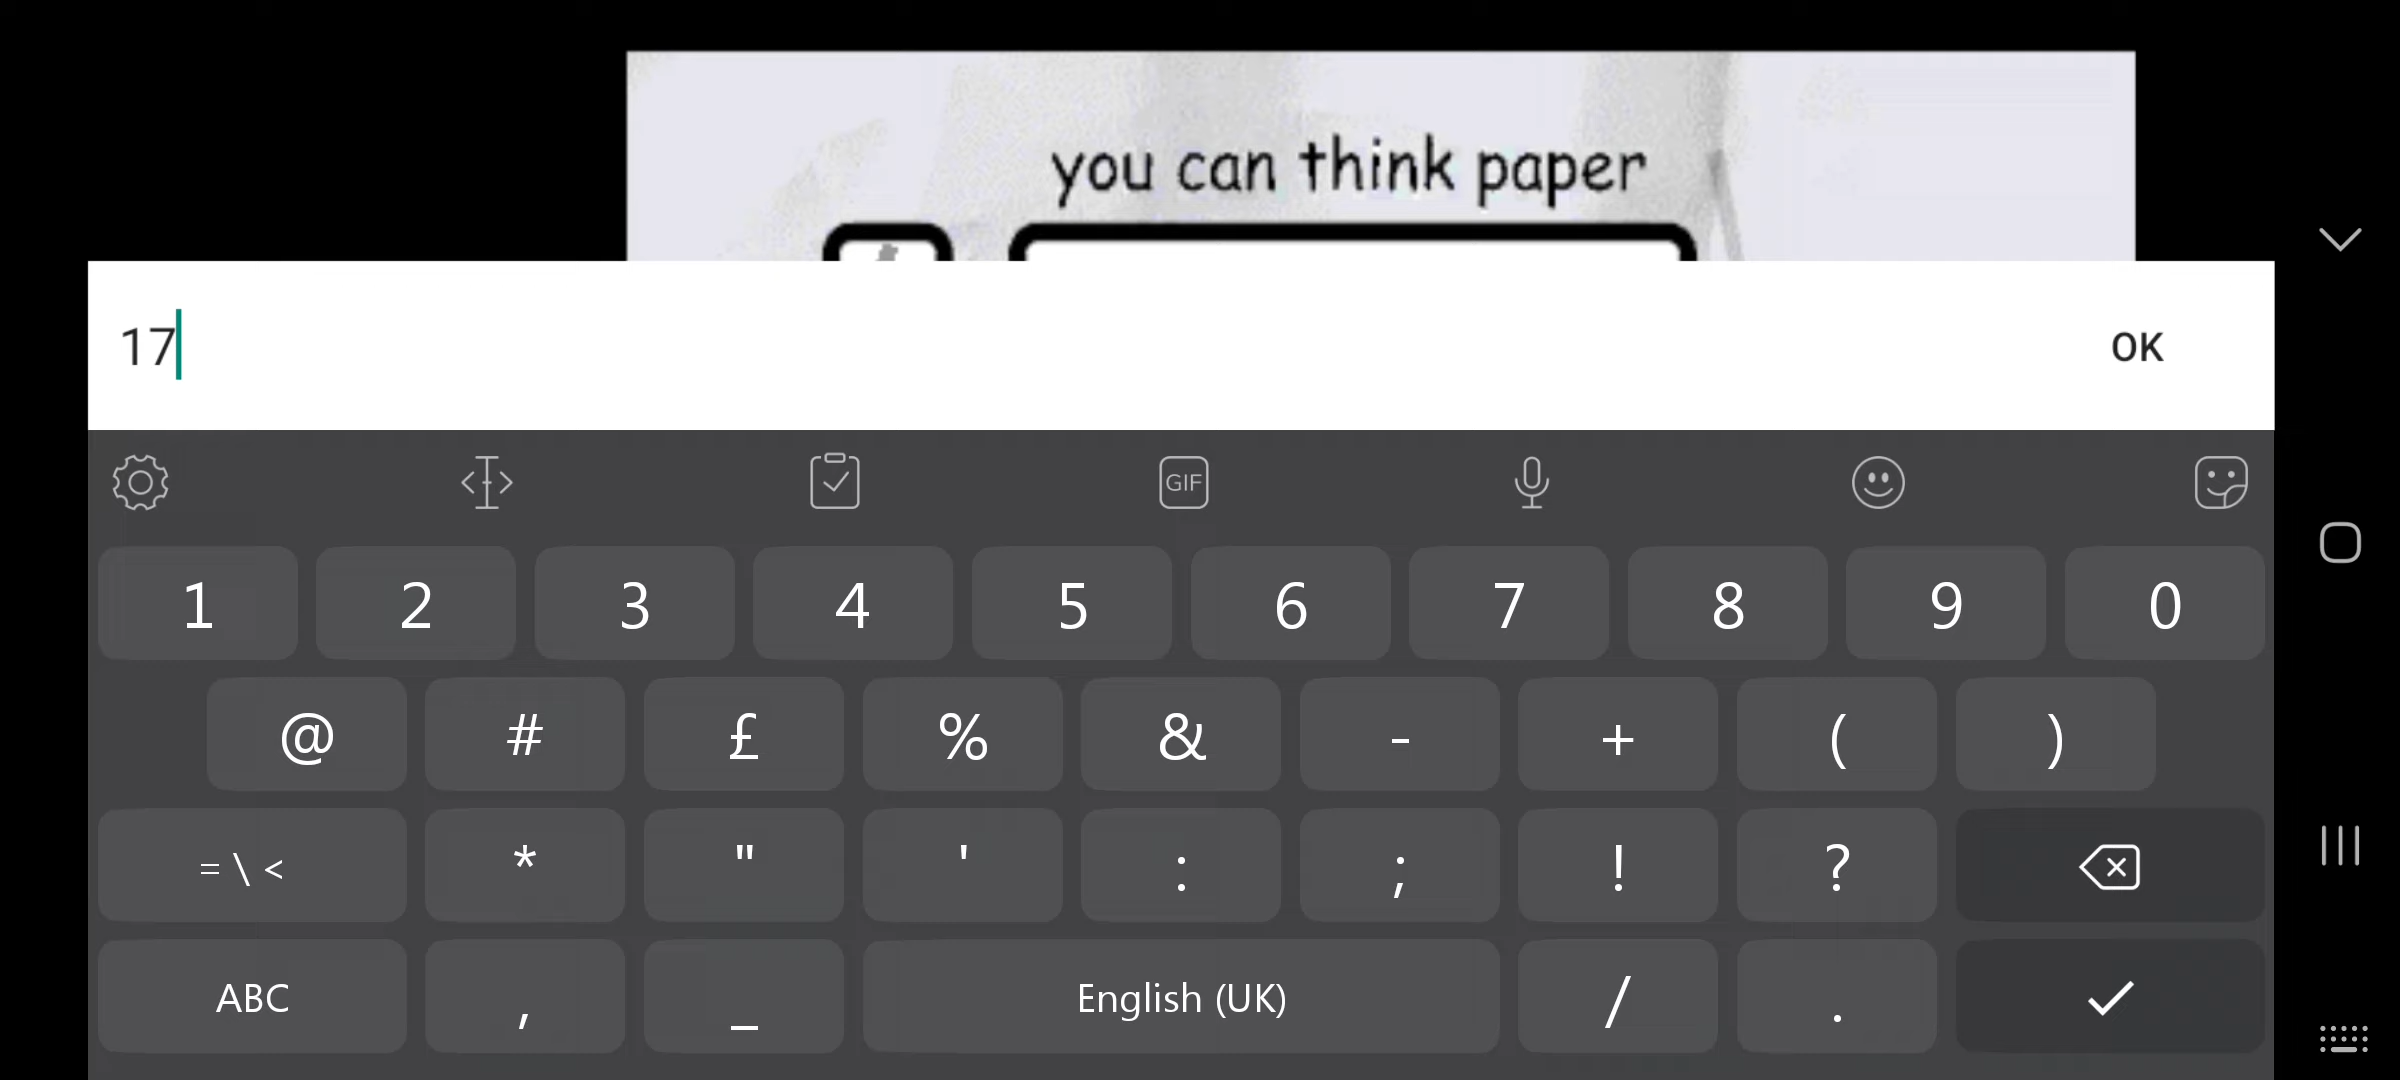 you can think paper
17
OK
GIF
1 2 3 4 5 6 7 8 9 0
@ # £ % & - + ( )
= \ < * " ' : ; ! ?
ABC , _ English (UK) / .